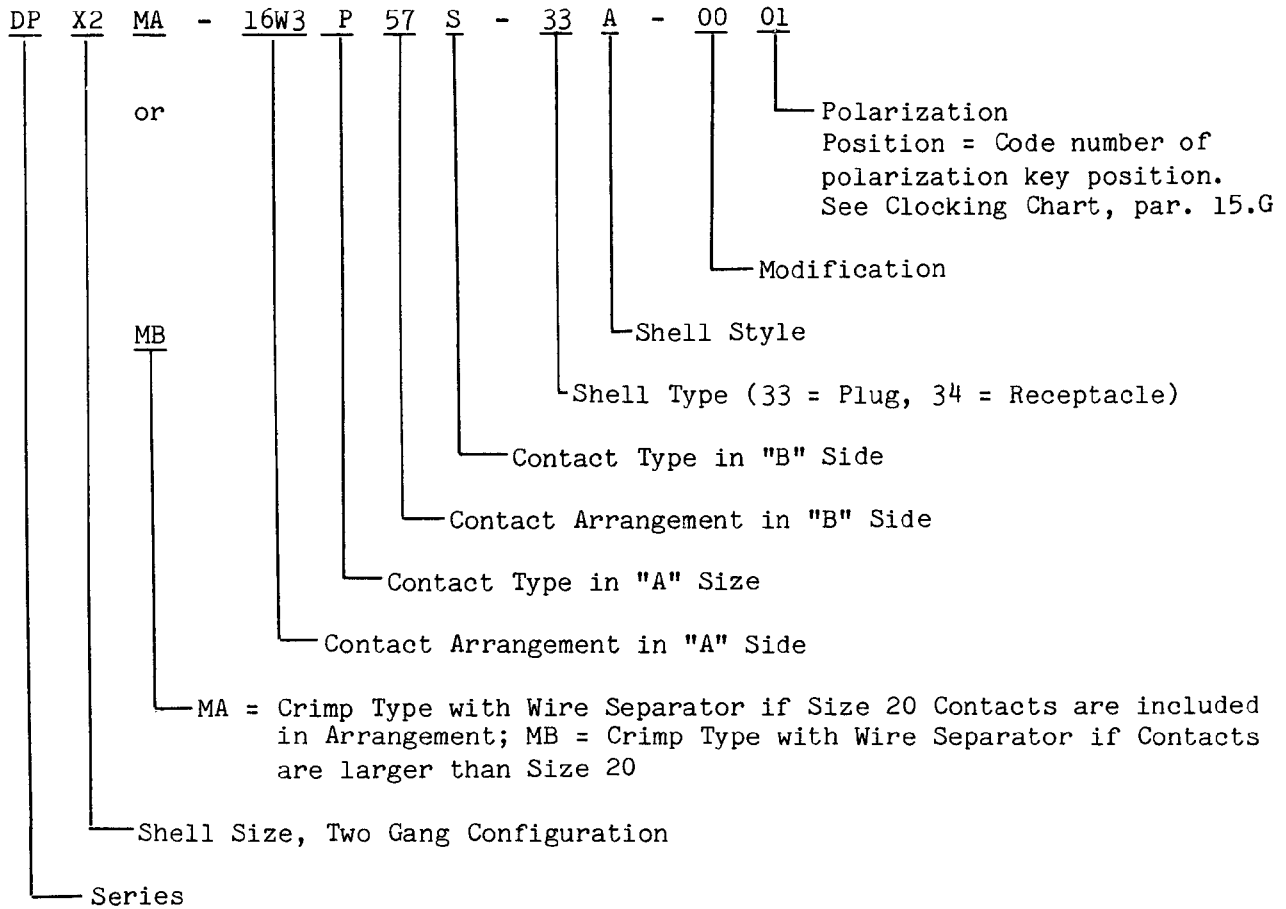 DP X2 MA - 16W3 P 57 S - 33 A - 00 01
or
Polarization
Position = Code number of
polarization key position.
See Clocking Chart, par. 15.G
Modification
MB
Shell Style
Shell Type (33 = Plug, 34 = Receptacle)
Contact Type in "B" Side
Contact Arrangement in "B" Side
Contact Type in "A" Size
Contact Arrangement in "A" Side
MA = Crimp Type with Wire Separator if Size 20 Contacts are included
in Arrangement; MB = Crimp Type with Wire Separator if Contacts
are larger than Size 20
Shell Size, Two Gang Configuration
Series